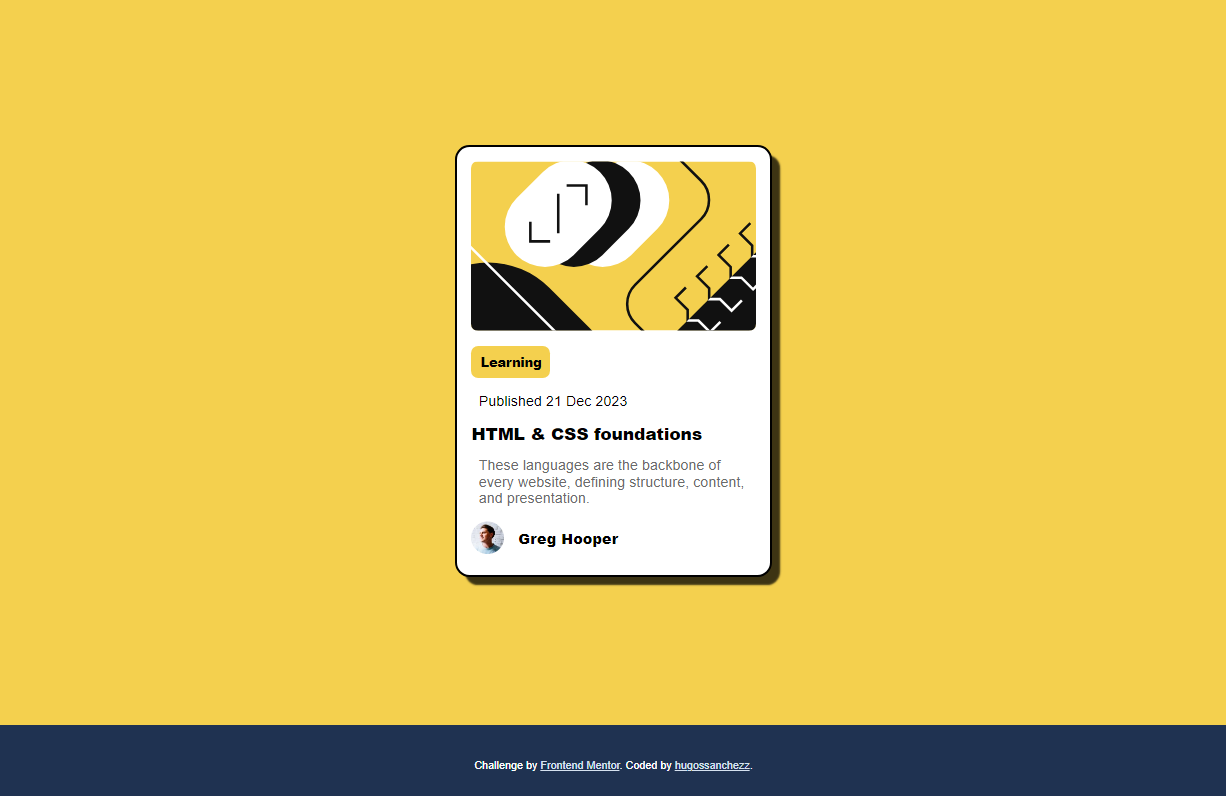 Learning
Published 21 Dec 2023
HTML & CSS foundations
These languages are the backbone of
every website, defining structure, content,
and presentation.
Greg Hooper
Challenge by Frontend Mentor. Coded by hugossanchezz.